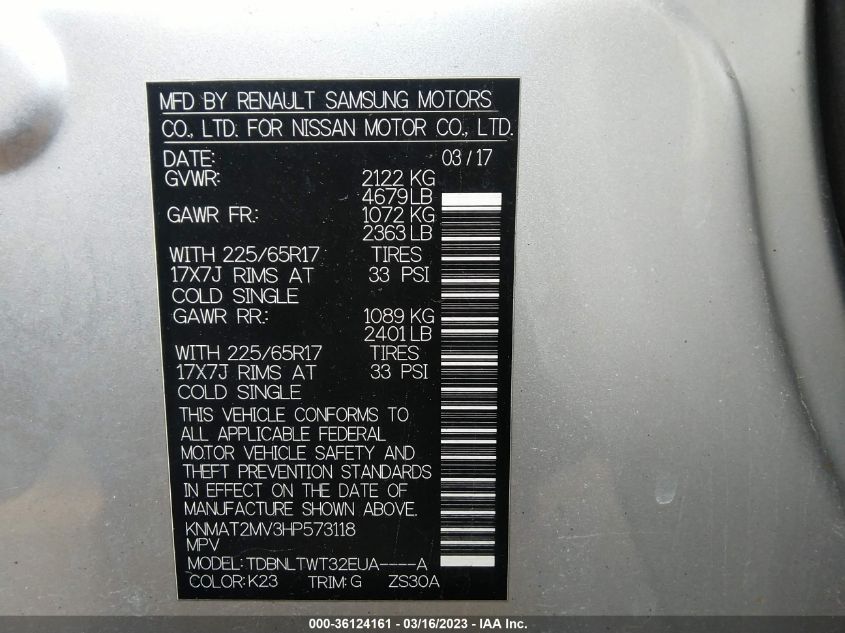 MFD BY RENAULT SAMSUNG MOTORS
CO., LTD. FOR NISSAN MOTOR CO., LTD.
DATE: 03 / 17
GVWR: 2122 KG
4679 LB
GAWR FR.: 1072 KG
2363 LB
WITH 225/65R17 TIRES
17X7J RIMS AT 33 PSI
COLD SINGLE
GAWR RR.: 1089 KG
2401 LB
WITH 225/65R17 TIRES
17X7J RIMS AT 33 PSI
COLD SINGLE
THIS VEHICLE CONFORMS TO
ALL APPLICABLE FEDERAL
MOTOR VEHICLE SAFETY AND
THEFT PREVENTION STANDARDS
IN EFFECT ON THE DATE OF
MANUFACTURE SHOWN ABOVE.
KNMAT2MV3HP573118
MPV
MODEL: TDBNLTWT32EUA----A
COLOR: K23 TRIM: G ZS30A
000-36124161 - 03/16/2023 - IAA Inc.